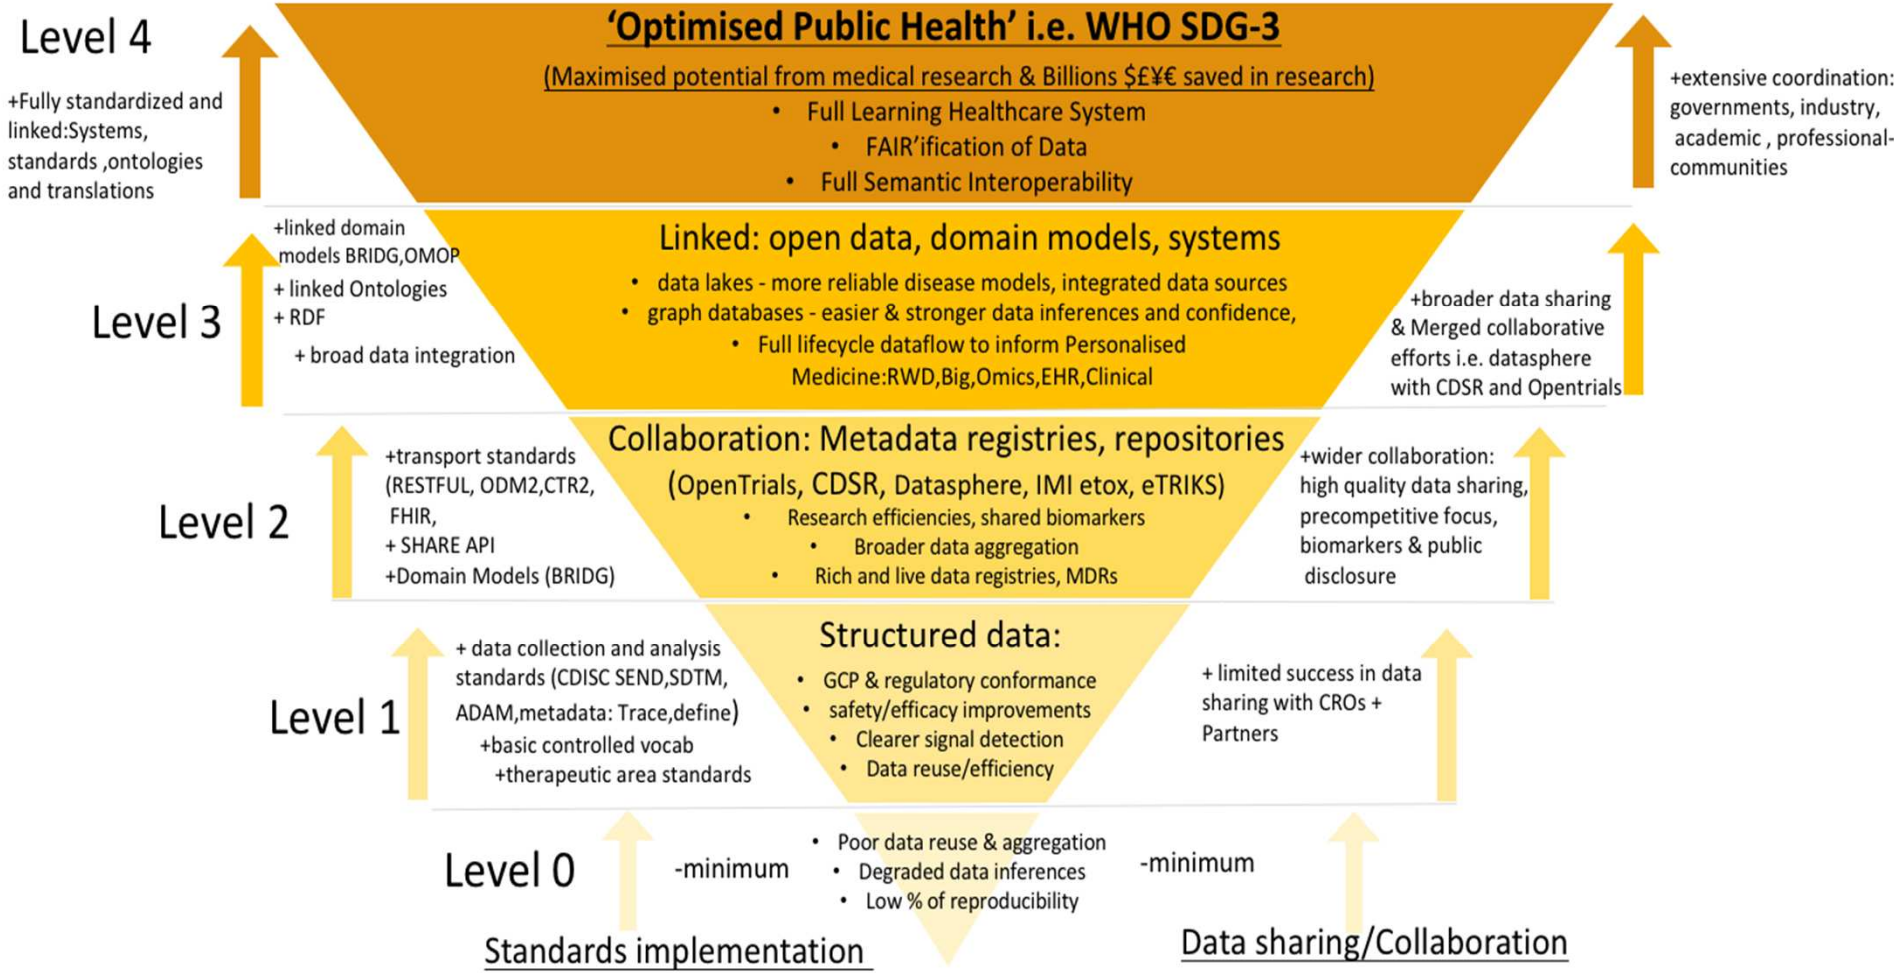 Level 4
+Fully standardized and
linked:Systems,
standards ,ontologies
and translations
‘Optimised Public Health’ i.e. WHO SDG-3
(Maximised potential from medical research & Billions $£¥€ saved in research)
• Full Learning Healthcare System
• FAIR’ification of Data
• Full Semantic Interoperability
+extensive coordination:
governments, industry,
academic , professional-
communities
Level 3
+linked domain
models BRIDG,OMOP
+ linked Ontologies
+ RDF
+ broad data integration
Linked: open data, domain models, systems
• data lakes - more reliable disease models, integrated data sources
• graph databases - easier & stronger data inferences and confidence,
• Full lifecycle dataflow to inform Personalised
Medicine:RWD,Big,Omics,EHR,Clinical
+broader data sharing
& Merged collaborative
efforts i.e. datasphere
with CDSR and Opentrials
Level 2
+transport standards
(RESTFUL, ODM2,CTR2,
FHIR,
+ SHARE API
+Domain Models (BRIDG)
Collaboration: Metadata registries, repositories
(OpenTrials, CDSR, Datasphere, IMI etox, eTRIKS)
• Research efficiencies, shared biomarkers
• Broader data aggregation
• Rich and live data registries, MDRs
+wider collaboration:
high quality data sharing,
precompetitive focus,
biomarkers & public
disclosure
Level 1
+ data collection and analysis
standards (CDISC SEND,SDTM,
ADAM,metadata: Trace,define)
+basic controlled vocab
+therapeutic area standards
Structured data:
• GCP & regulatory conformance
• safety/efficacy improvements
• Clearer signal detection
• Data reuse/efficiency
+ limited success in data
sharing with CROs +
Partners
Level 0
-minimum
• Poor data reuse & aggregation
• Degraded data inferences
• Low % of reproducibility
-minimum
Standards implementation
Data sharing/Collaboration